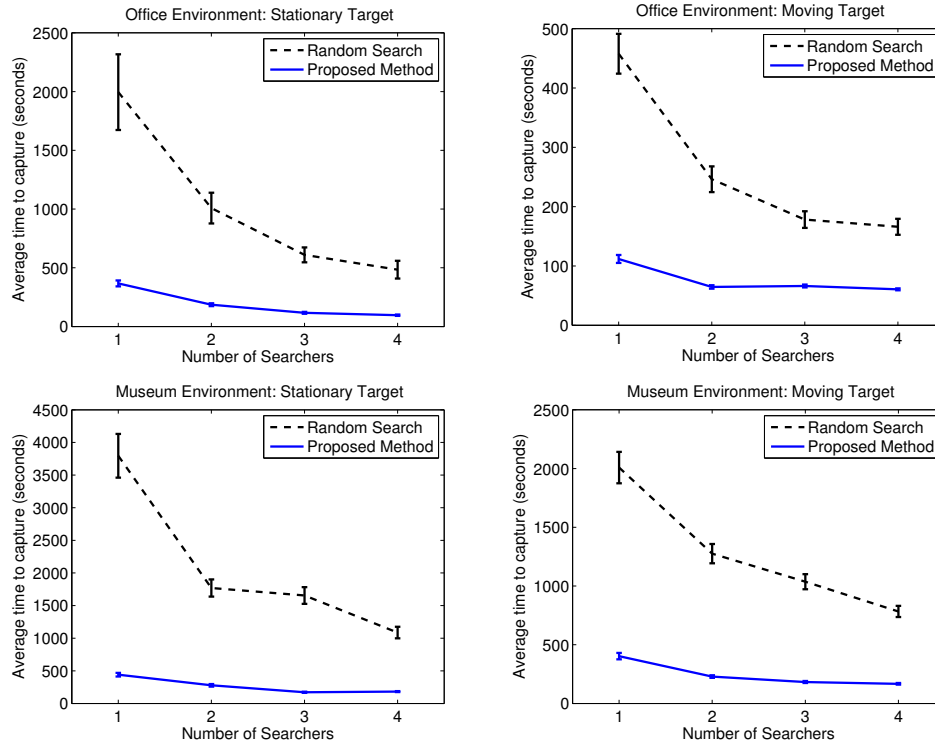 Office Environment: Stationary Target
2500
2000
1500
1000
500
0
Average time to capture (seconds)
Random Search
Proposed Method
1 2 3 4
Number of Searchers
Office Environment: Moving Target
500
400
300
200
100
0
Average time to capture (seconds)
Random Search
Proposed Method
1 2 3 4
Number of Searchers
Museum Environment: Stationary Target
4500
4000
3500
3000
2500
2000
1500
1000
500
0
Average time to capture (seconds)
Random Search
Proposed Method
1 2 3 4
Number of Searchers
Museum Environment: Moving Target
2500
2000
1500
1000
500
0
Average time to capture (seconds)
Random Search
Proposed Method
1 2 3 4
Number of Searchers